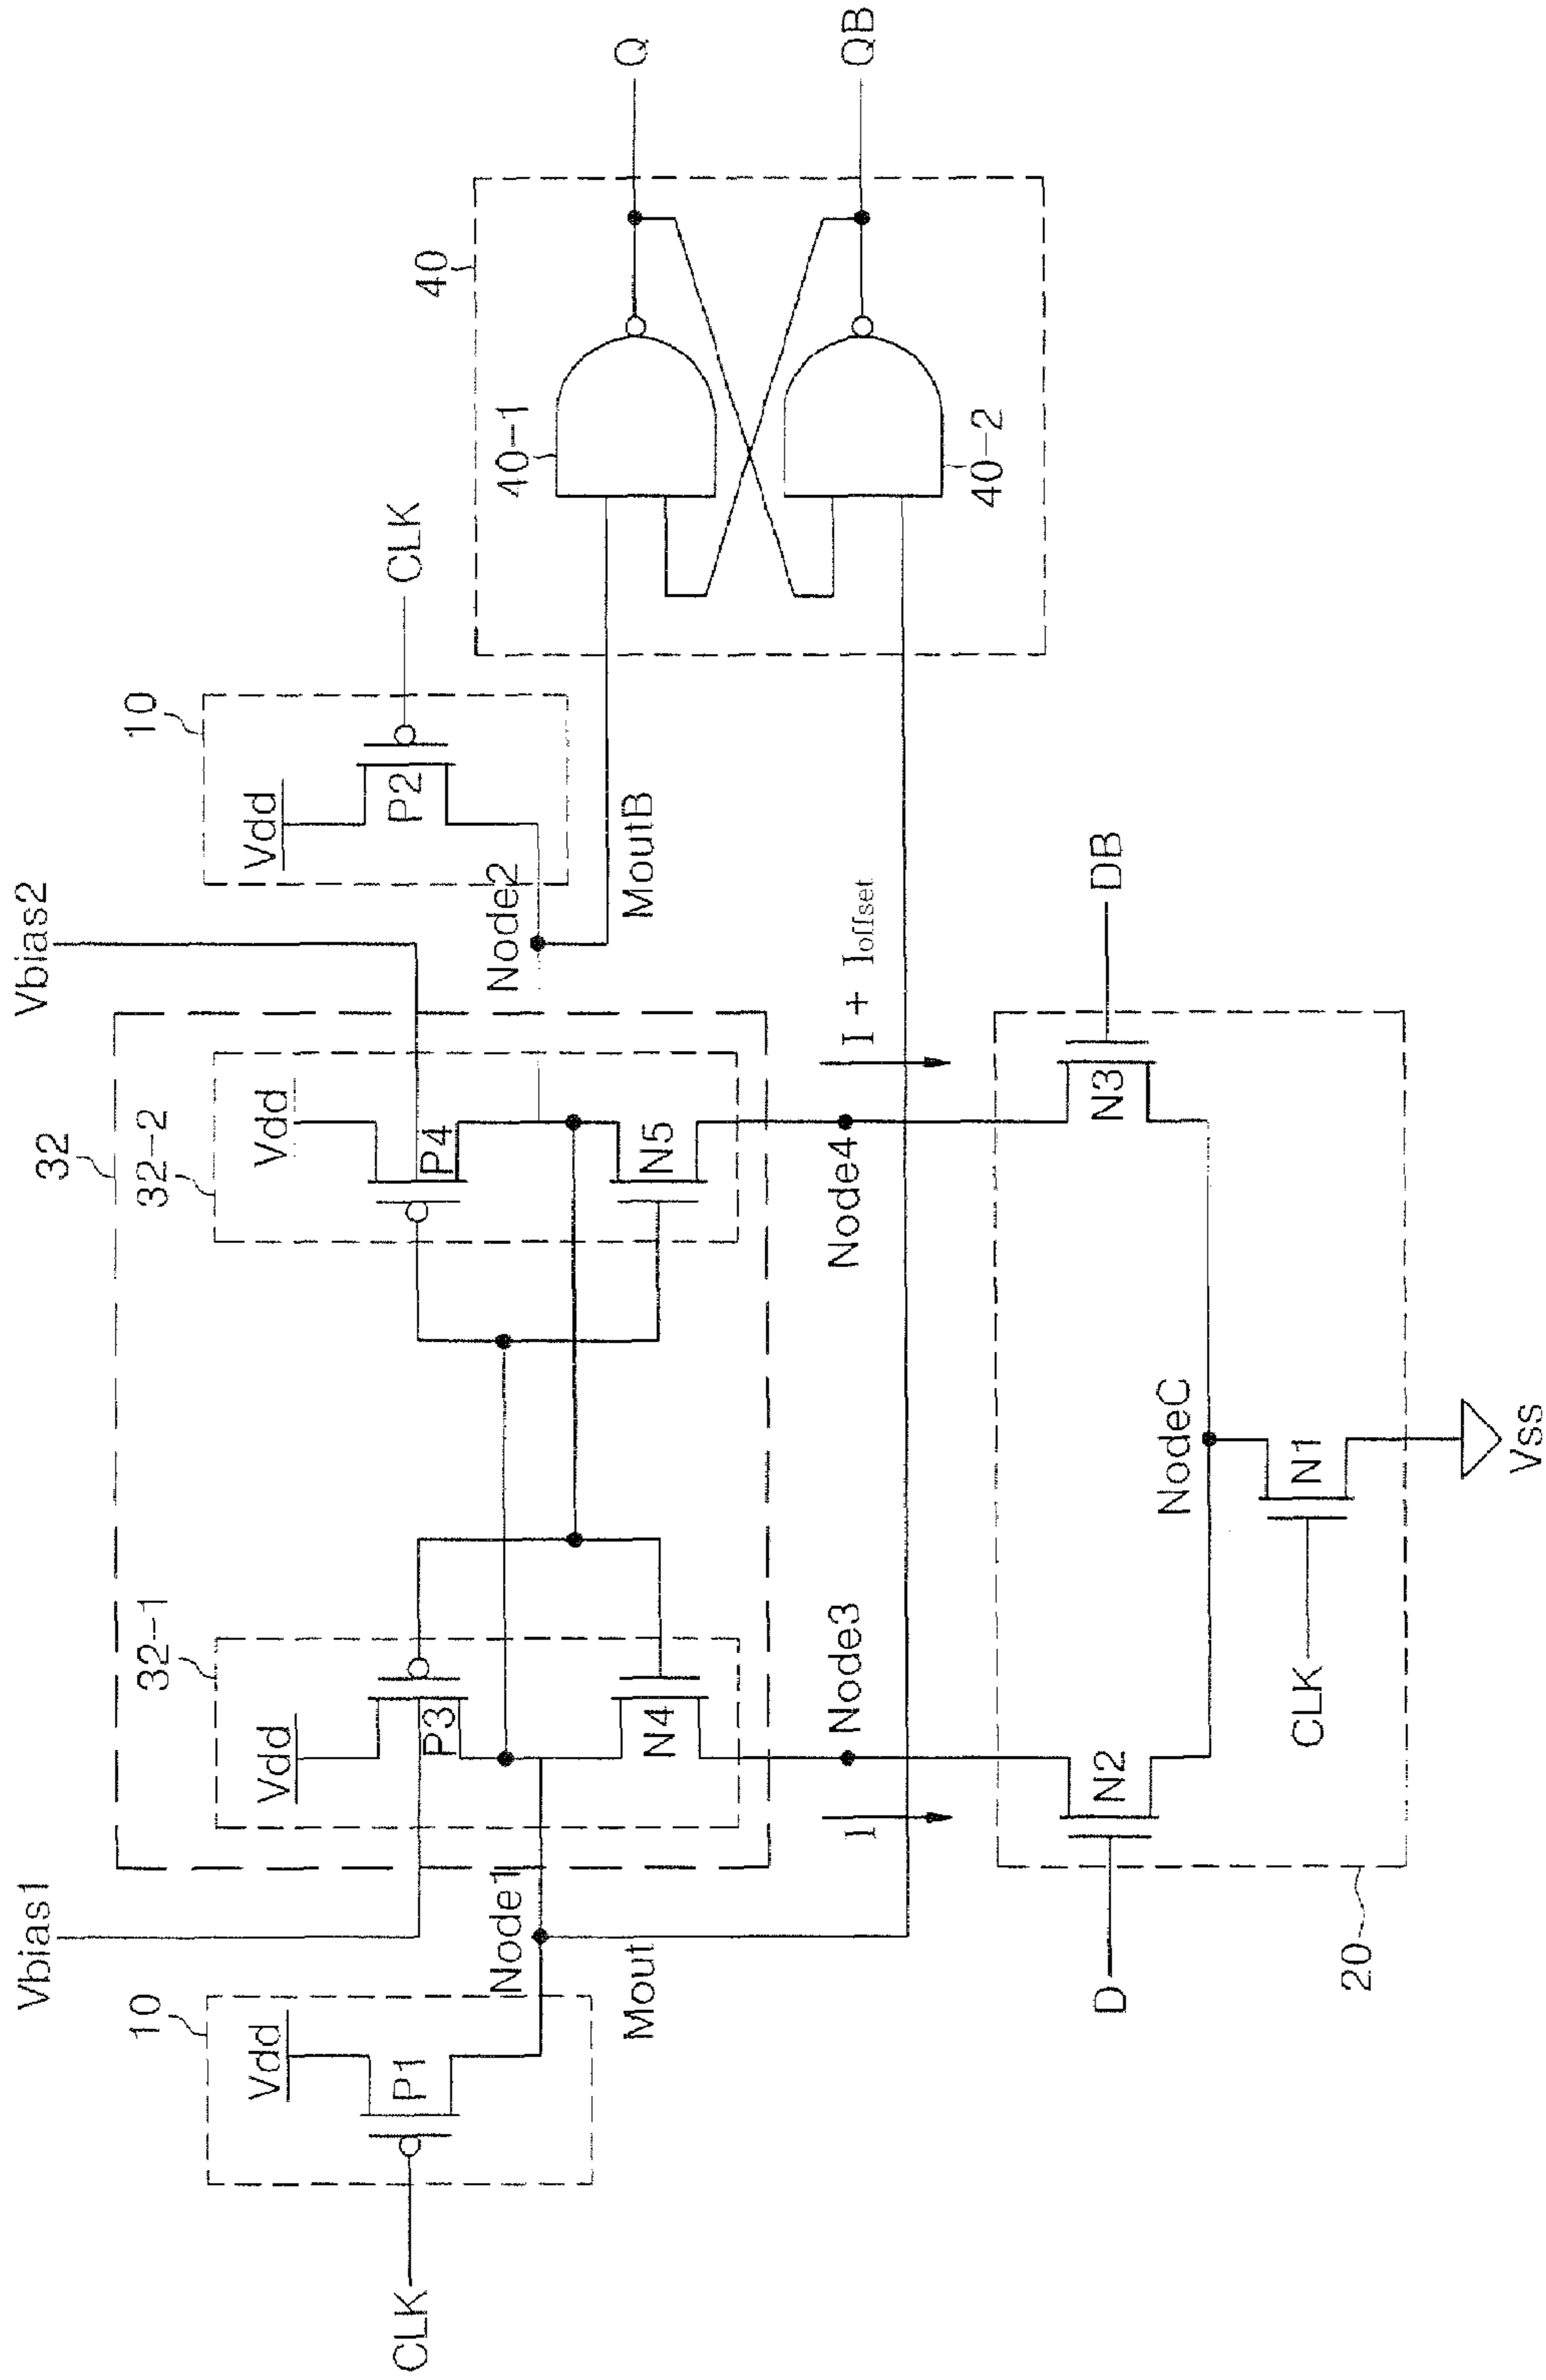 Vbias1
Vbias2
32
10
Vdd
P1
CLK
Node1
Mout
32-1
Vdd
P3
N4
32-2
Vdd
P4
N5
10
Vdd
P2
CLK
Node2
MoutB
40
40-1
40-2
Q
QB
I
Node3
Node4
I + Ioffset
D
N2
NodeC
N3
DB
CLK
N1
Vss
20